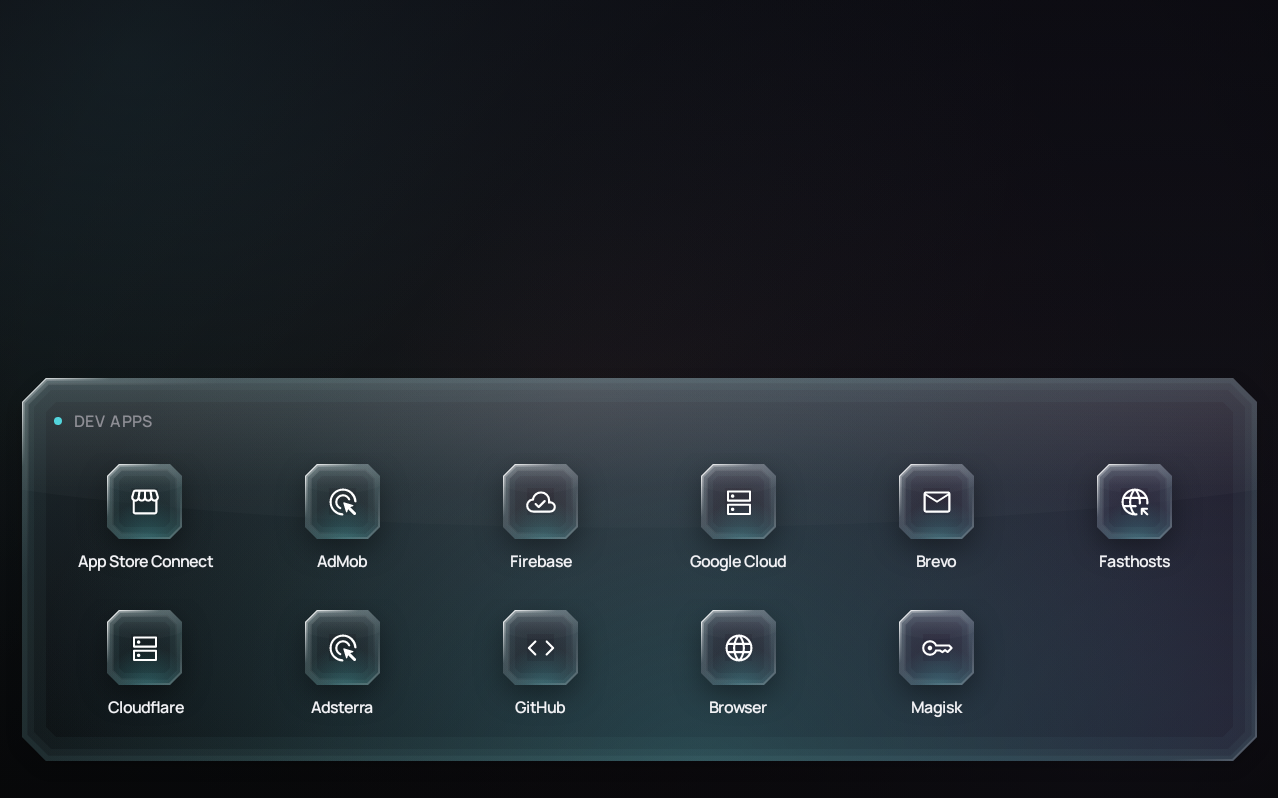 DEV APPS
App Store Connect
AdMob
Firebase
Google Cloud
Brevo
Fasthosts
Cloudflare
Adsterra
GitHub
Browser
Magisk